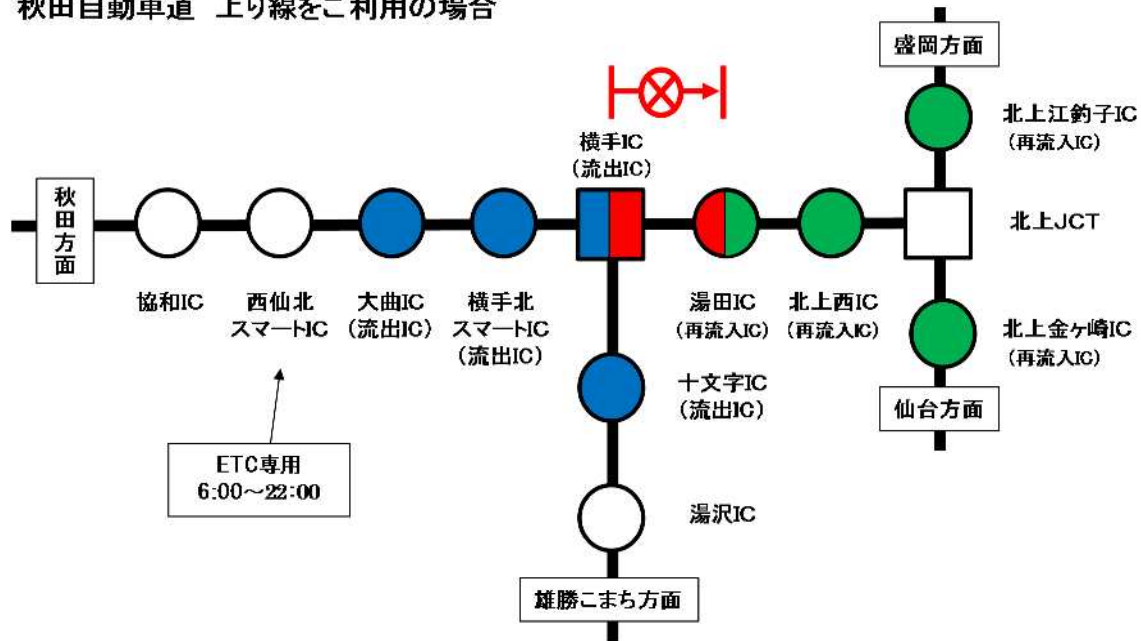 秋田自動車道 上り線をご利用の場合
盛岡方面
北上江釣子IC
(再流入IC)
横手IC
(流出IC)
秋田方面
北上JCT
協和IC
西仙北
スマートIC
大曲IC
(流出IC)
横手北
スマートIC
(流出IC)
湯田IC
(再流入IC)
北上西IC
(再流入IC)
北上金ヶ崎IC
(再流入IC)
十文字IC
(流出IC)
仙台方面
ETC専用
6:00～22:00
湯沢IC
雄勝こまち方面